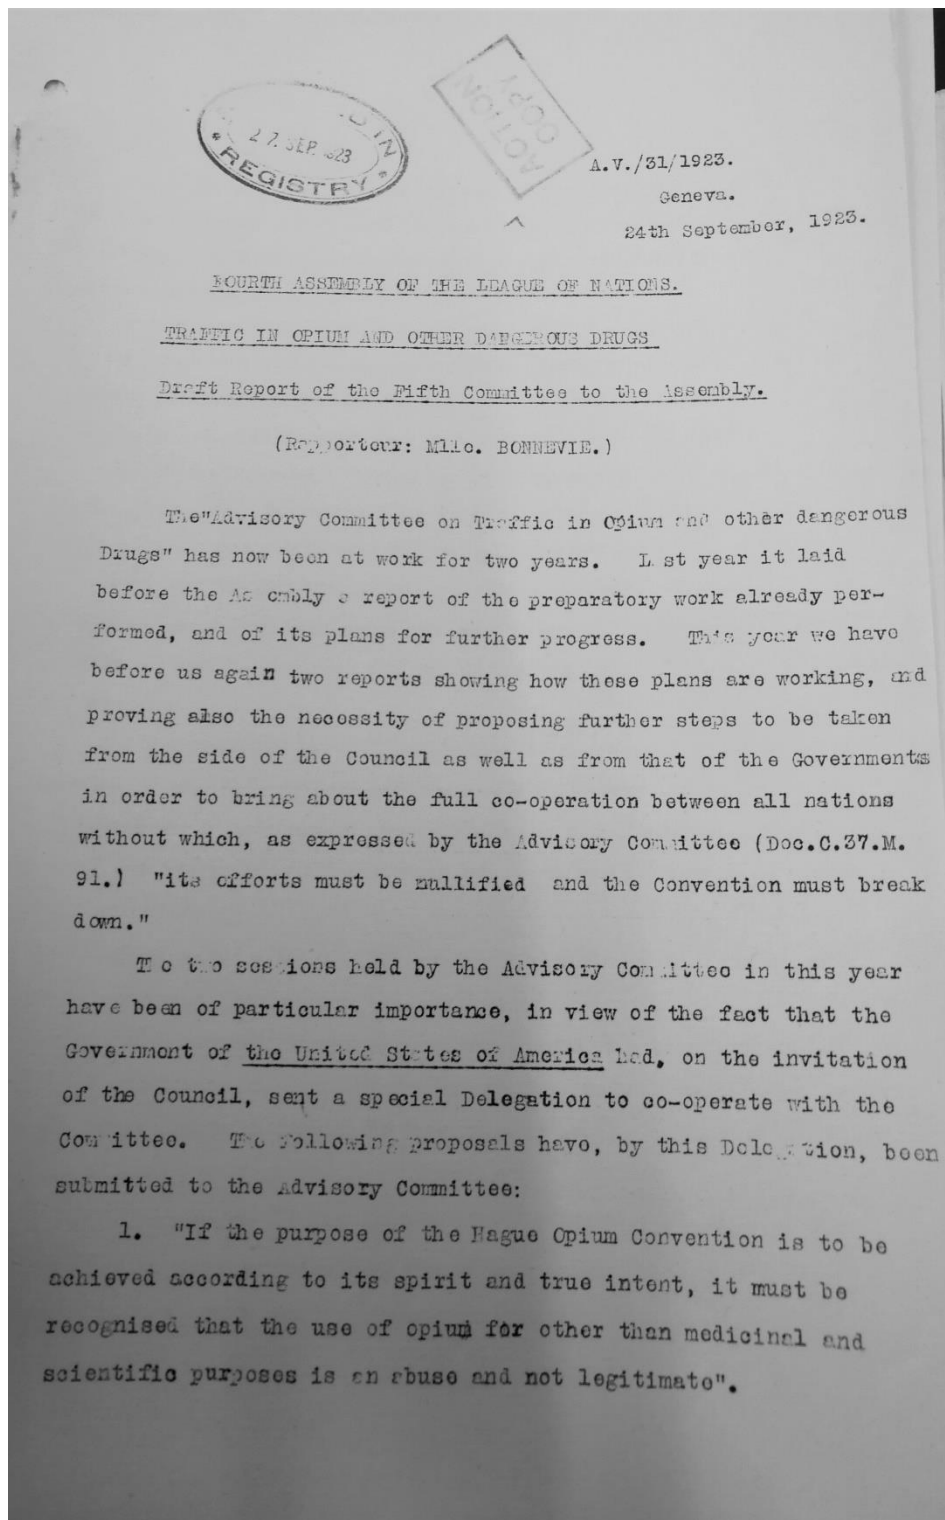 27 SEP 1923
IN
* REGISTRY *
ACTION
COPY
A.V./31/1923.
Geneva.
24th September, 1923.
FOURTH ASSEMBLY OF THE LEAGUE OF NATIONS.
TRAFFIC IN OPIUM AND OTHER DANGEROUS DRUGS
Draft Report of the Fifth Committee to the Assembly.
(Rapporteur: Mlle. BONNEVIE.)
The"Advisory Committee on Traffic in Opium and other dangerous
Drugs" has now been at work for two years. Last year it laid
before the Assembly a report of the preparatory work already per-
formed, and of its plans for further progress. This year we have
before us again two reports showing how these plans are working, and
proving also the necessity of proposing further steps to be taken
from the side of the Council as well as from that of the Governments
in order to bring about the full co-operation between all nations
without which, as expressed by the Advisory Committee (Doc.C.37.M.
91.) "its efforts must be nullified and the Convention must break
down."
The two sessions held by the Advisory Committee in this year
have been of particular importance, in view of the fact that the
Government of the United States of America had, on the invitation
of the Council, sent a special Delegation to co-operate with the
Committee. The following proposals have, by this Delegation, been
submitted to the Advisory Committee:
1. "If the purpose of the Hague Opium Convention is to be
achieved according to its spirit and true intent, it must be
recognised that the use of opium for other than medicinal and
scientific purposes is an abuse and not legitimate".